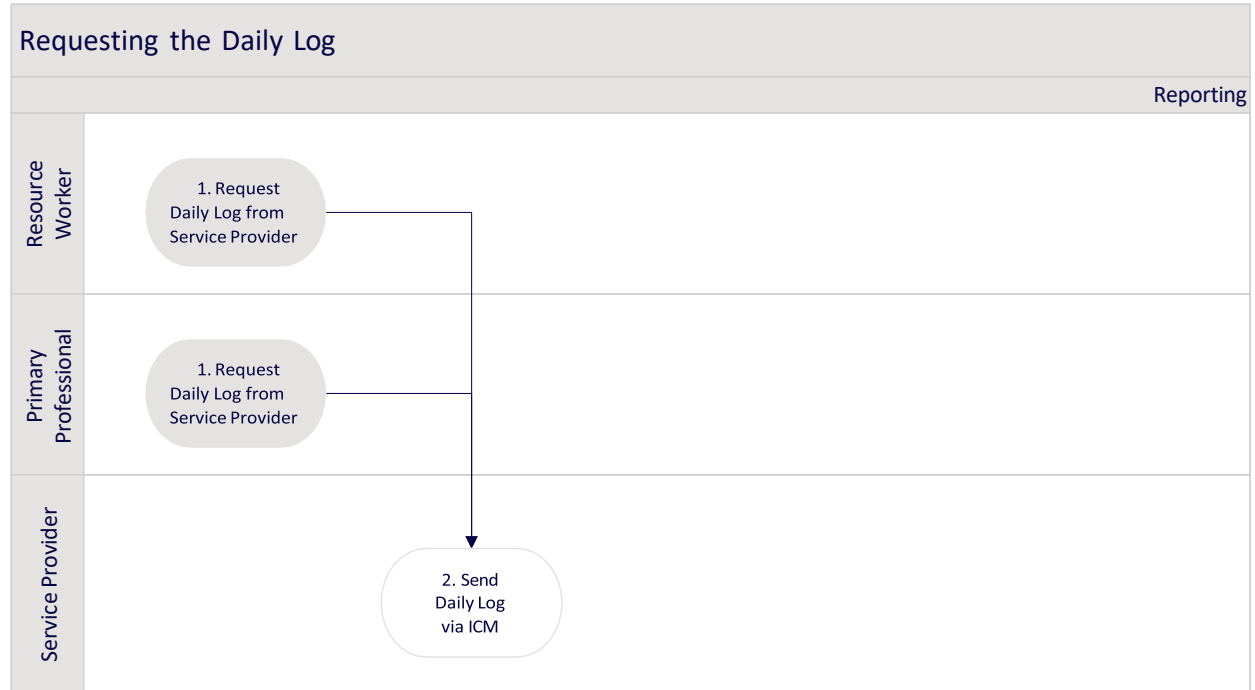 Requesting the Daily Log
Reporting
Resource
Worker
1. Request
Daily Log from
Service Provider
Primary
Professional
1. Request
Daily Log from
Service Provider
Service Provider
2. Send
Daily Log
via ICM